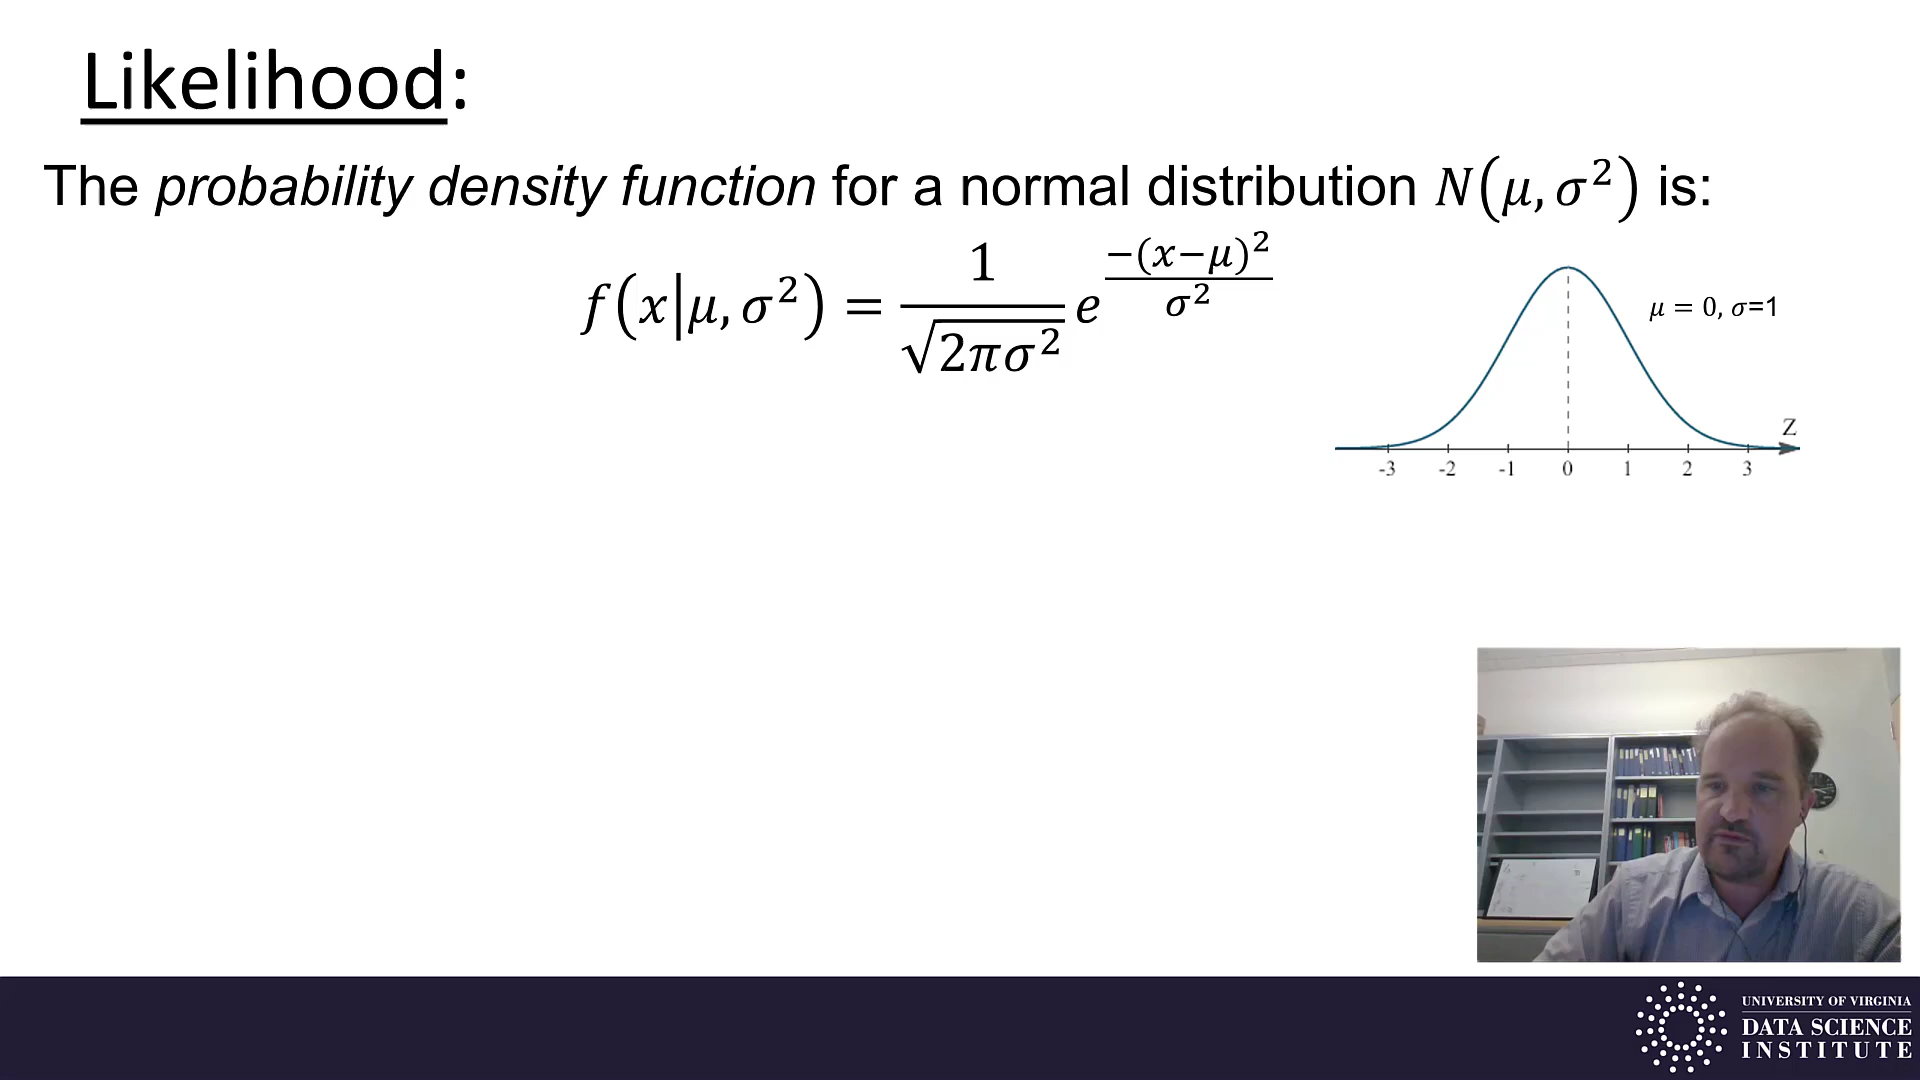 Likelihood:
The probability density function for a normal distribution N(μ, σ²) is:
f(x|μ, σ²) = 1/√(2πσ²) e^(−(x−μ)²/σ²)
μ = 0, σ=1
Z
-3 -2 -1 0 1 2 3
UNIVERSITY OF VIRGINIA
DATA SCIENCE
INSTITUTE